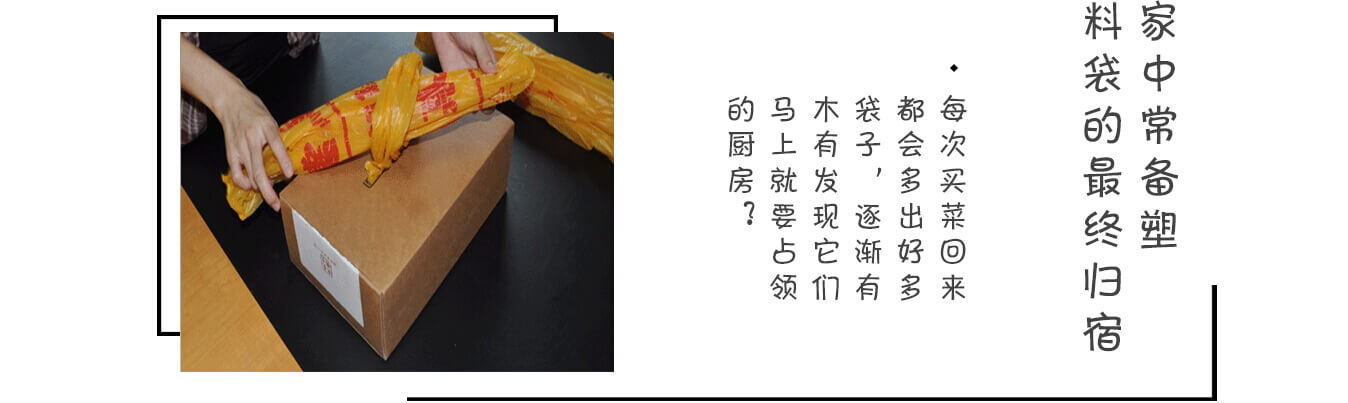 家中常备塑
料袋的最终归宿
每次买菜回来
都会多出好多
袋子，逐渐有
木有发现它们
马上就要占领
的厨房？